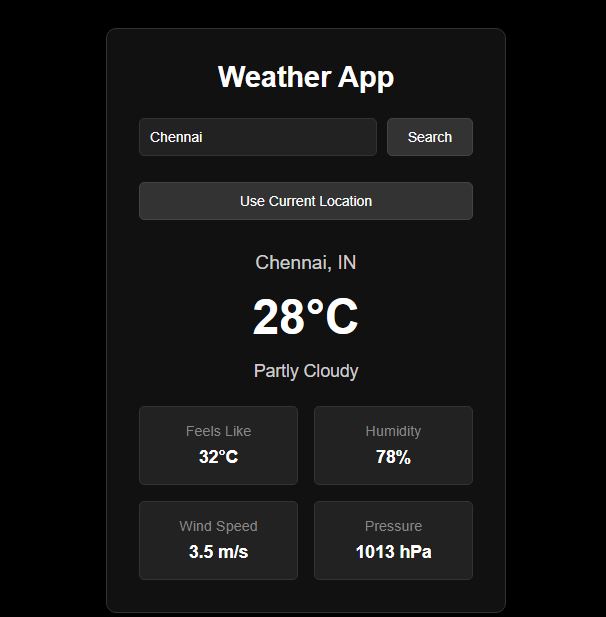 Weather App
Chennai
Search
Use Current Location
Chennai, IN
28°C
Partly Cloudy
Feels Like
32°C
Humidity
78%
Wind Speed
3.5 m/s
Pressure
1013 hPa